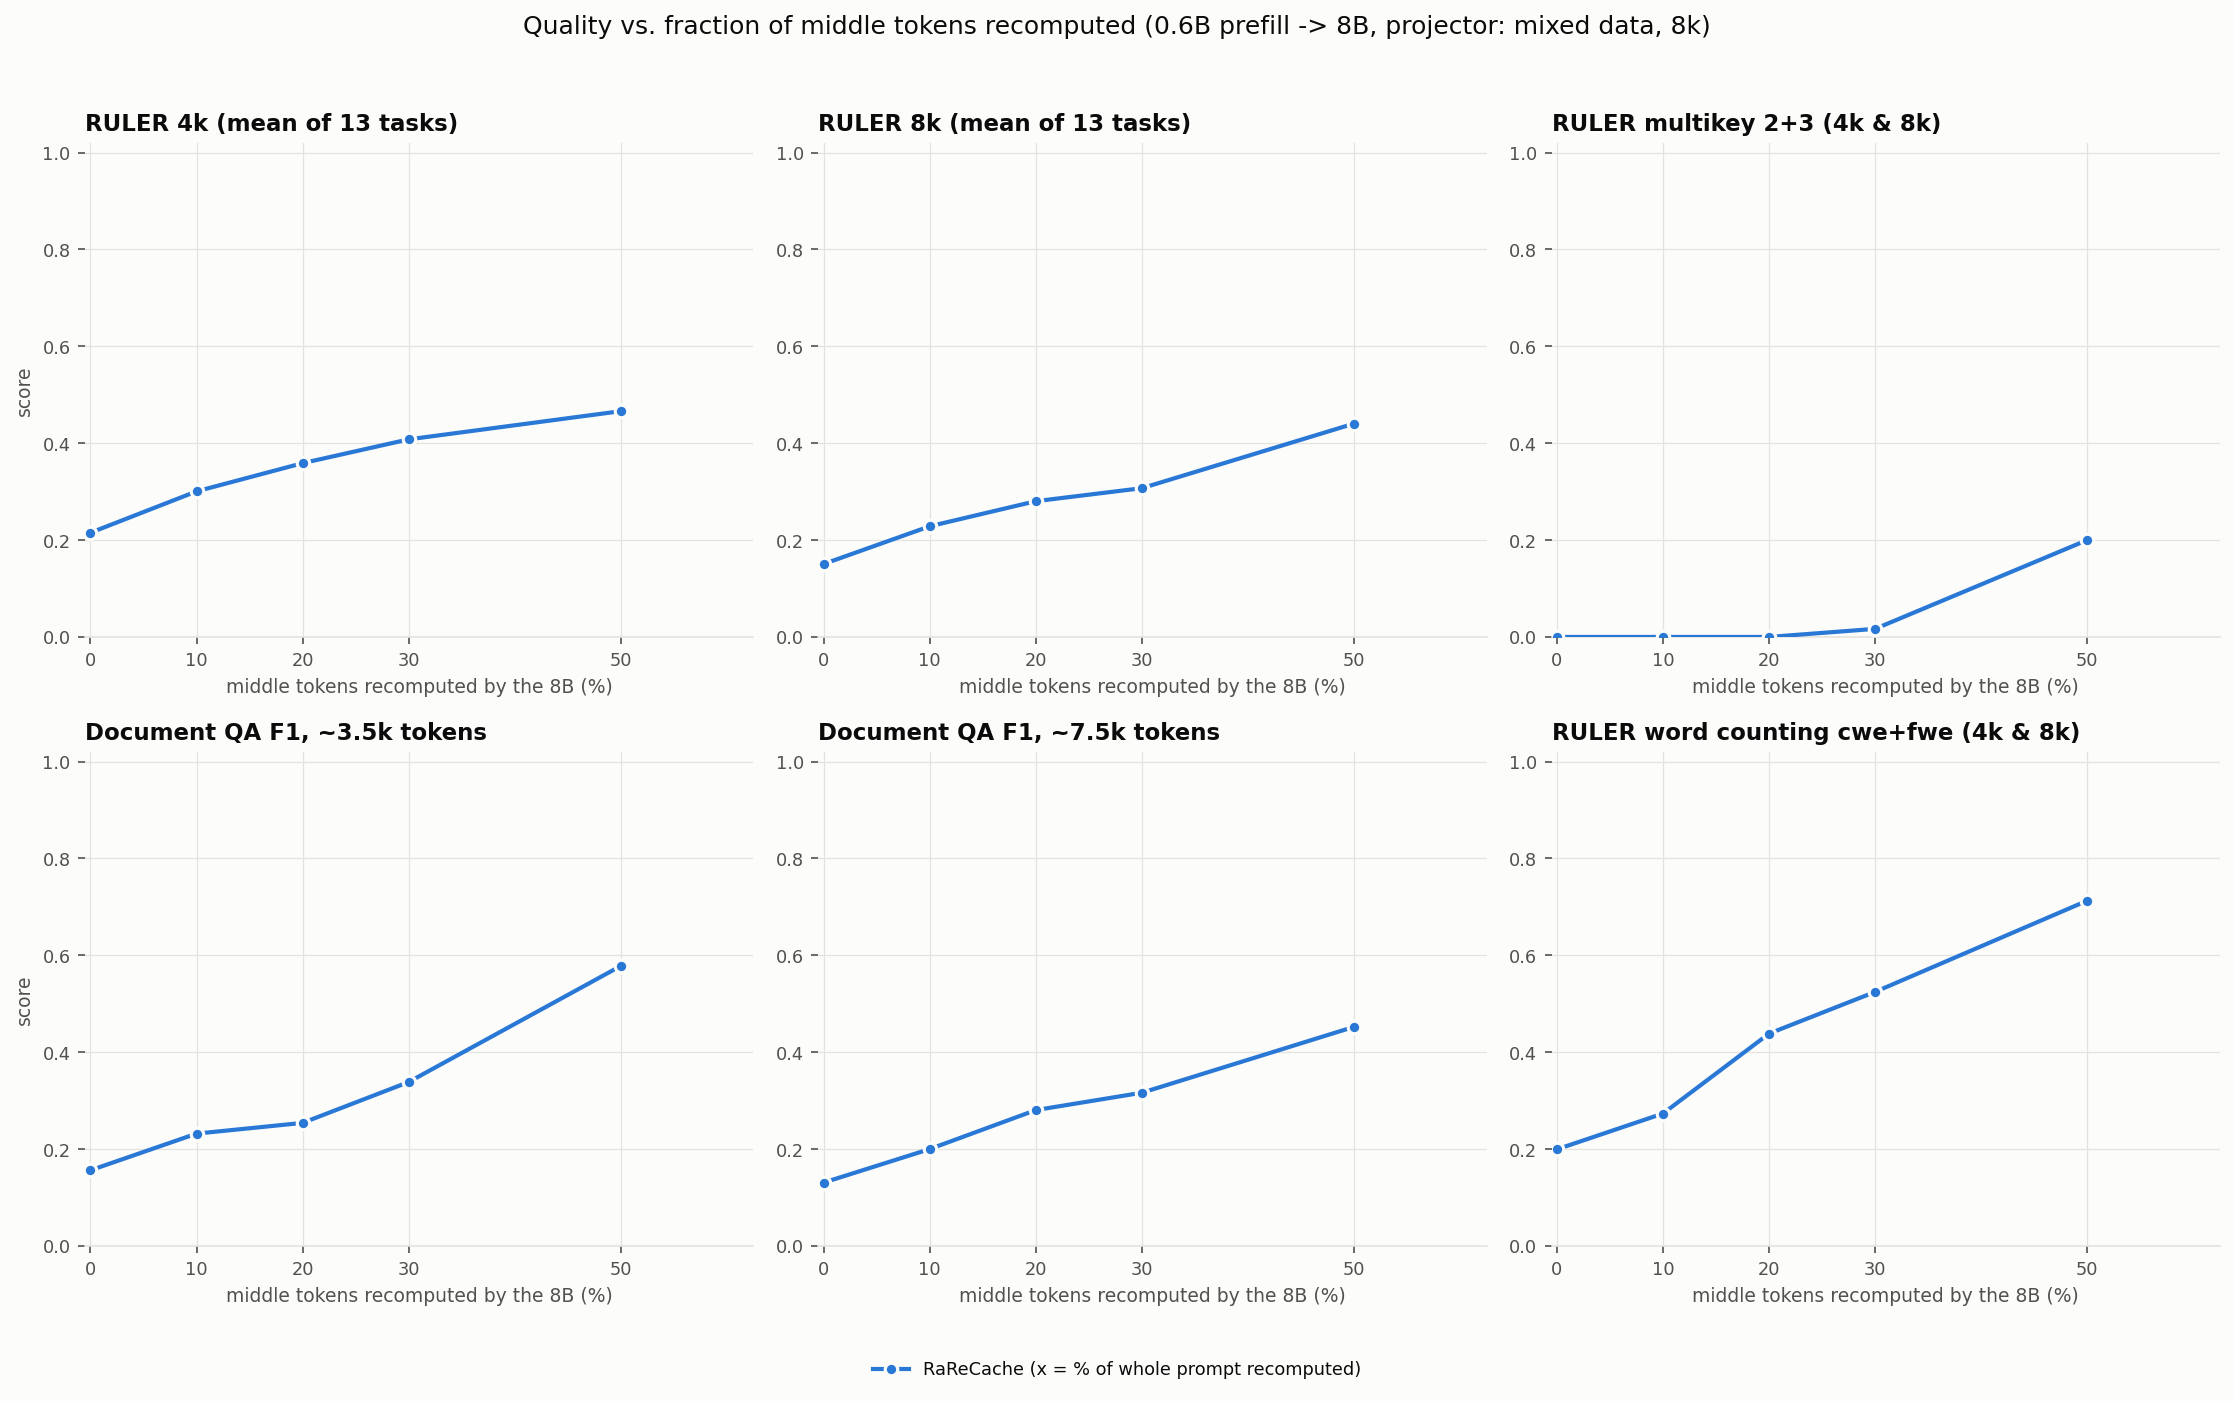 Quality vs. fraction of middle tokens recomputed (0.6B prefill -> 8B, projector: mixed data, 8k)
RULER 4k (mean of 13 tasks)
1.0
0.8
0.6
0.4
0.2
0.0
score
0 10 20 30 50
middle tokens recomputed by the 8B (%)
RULER 8k (mean of 13 tasks)
1.0
0.8
0.6
0.4
0.2
0.0
0 10 20 30 50
middle tokens recomputed by the 8B (%)
RULER multikey 2+3 (4k & 8k)
1.0
0.8
0.6
0.4
0.2
0.0
0 10 20 30 50
middle tokens recomputed by the 8B (%)
Document QA F1, ~3.5k tokens
1.0
0.8
0.6
0.4
0.2
0.0
score
0 10 20 30 50
middle tokens recomputed by the 8B (%)
Document QA F1, ~7.5k tokens
1.0
0.8
0.6
0.4
0.2
0.0
0 10 20 30 50
middle tokens recomputed by the 8B (%)
RULER word counting cwe+fwe (4k & 8k)
1.0
0.8
0.6
0.4
0.2
0.0
0 10 20 30 50
middle tokens recomputed by the 8B (%)
RaReCache (x = % of whole prompt recomputed)